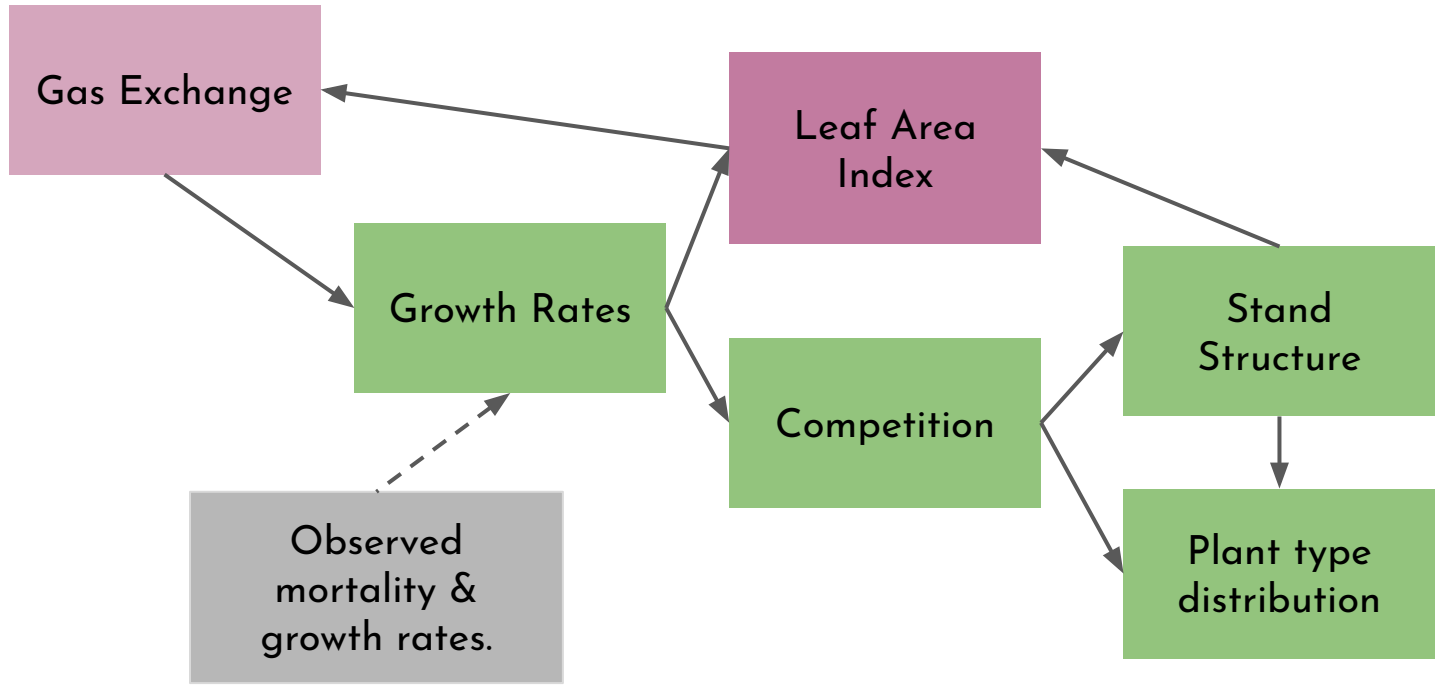 Gas Exchange
Leaf Area
Index
Growth Rates
Stand
Structure
Competition
Observed
mortality &
growth rates.
Plant type
distribution